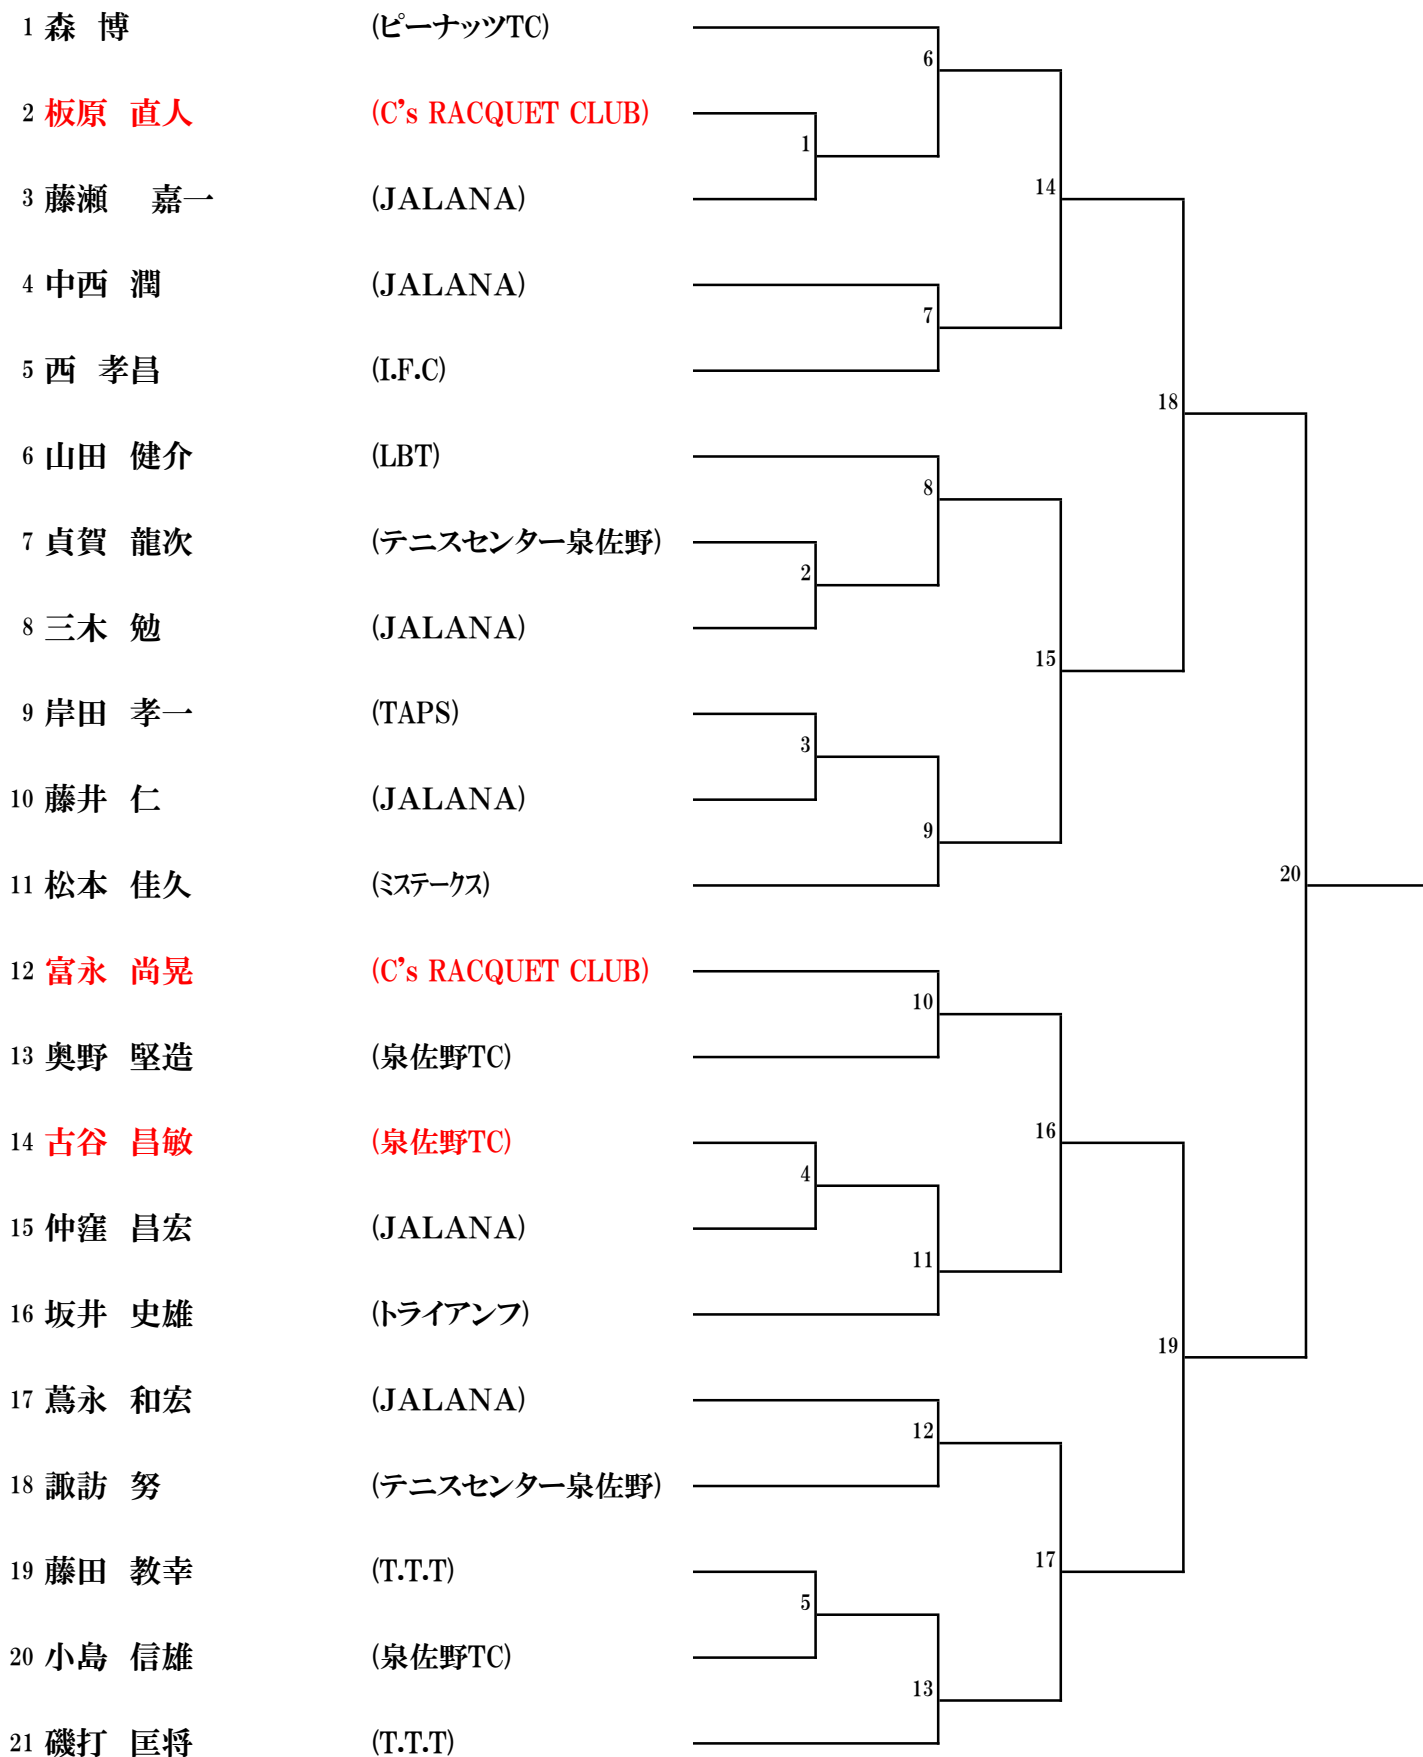 1 森 博 (ピーナッツTC)
6
2 板原 直人 (C's RACQUET CLUB)
1
3 藤瀬 嘉一 (JALANA)
14
4 中西 潤 (JALANA)
7
5 西 孝昌 (I.F.C)
18
6 山田 健介 (LBT)
8
7 貞賀 龍次 (テニスセンター泉佐野)
2
8 三木 勉 (JALANA)
15
9 岸田 孝一 (TAPS)
3
10 藤井 仁 (JALANA)
9
11 松本 佳久 (ミステークス)
20
12 富永 尚晃 (C's RACQUET CLUB)
10
13 奥野 堅造 (泉佐野TC)
16
14 古谷 昌敏 (泉佐野TC)
4
15 仲窪 昌宏 (JALANA)
11
16 坂井 史雄 (トライアンフ)
19
17 蔦永 和宏 (JALANA)
12
18 諏訪 努 (テニスセンター泉佐野)
17
19 藤田 教幸 (T.T.T)
5
20 小島 信雄 (泉佐野TC)
13
21 磯打 匡将 (T.T.T)